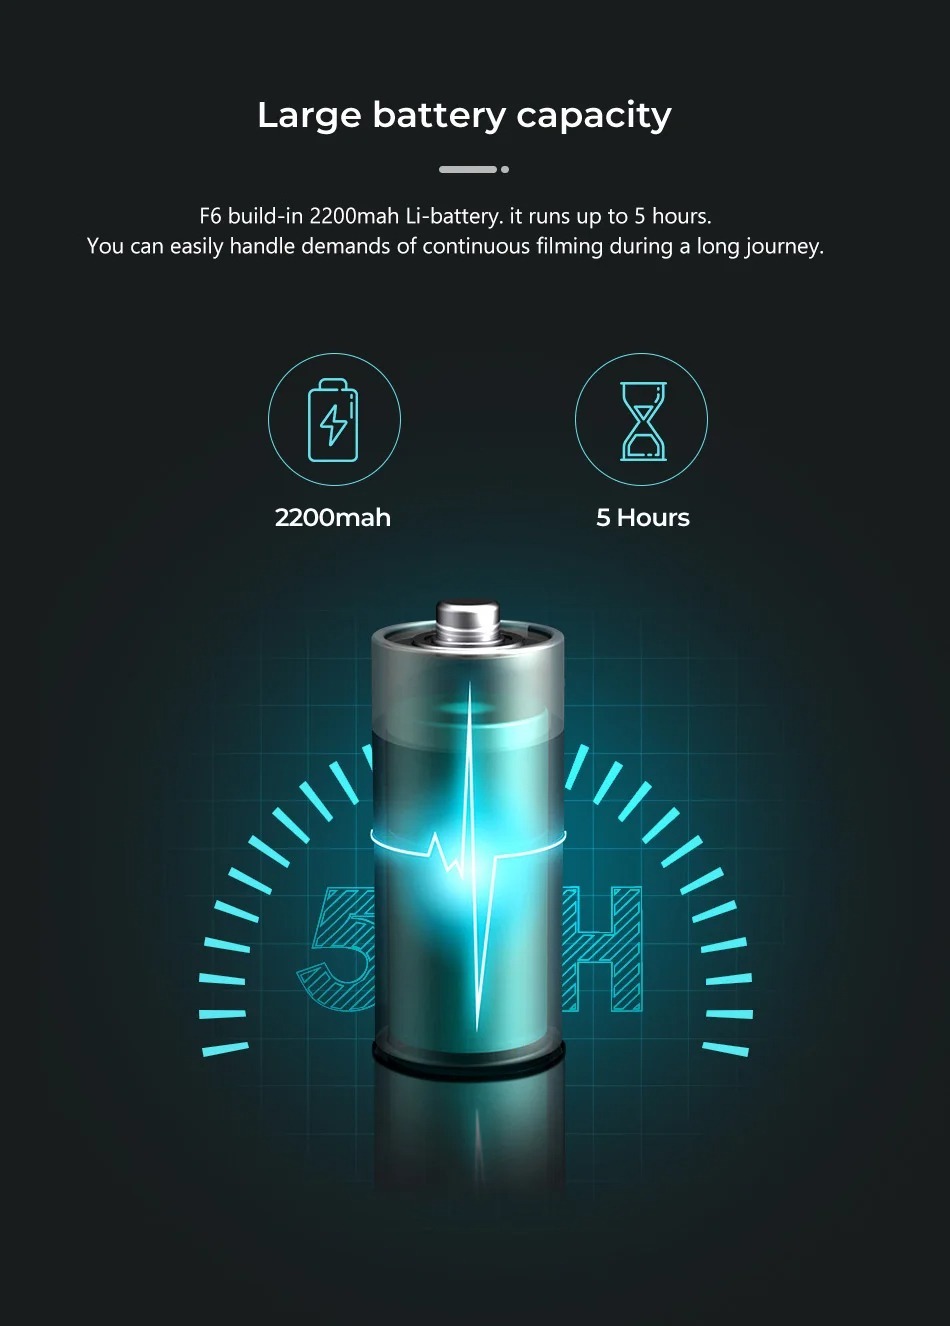 Large battery capacity
F6 build-in 2200mah Li-battery. it runs up to 5 hours.
You can easily handle demands of continuous filming during a long journey.
2200mah
5 Hours
5 H